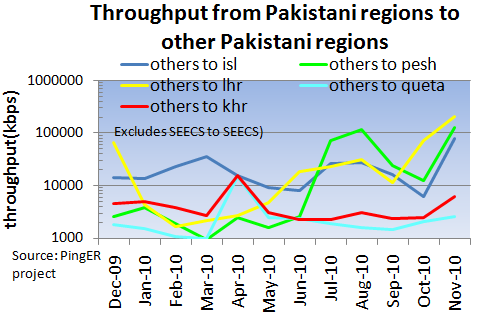 Throughput from Pakistani regions to
other Pakistani regions
others to isl
others to pesh
others to lhr
others to queta
others to khr
Excludes SEECS to SEECS)
throughput(kbps)
1000000
100000
10000
1000
Dec-09
Jan-10
Feb-10
Mar-10
Apr-10
May-10
Jun-10
Jul-10
Aug-10
Sep-10
Oct-10
Nov-10
Source: PingER
project